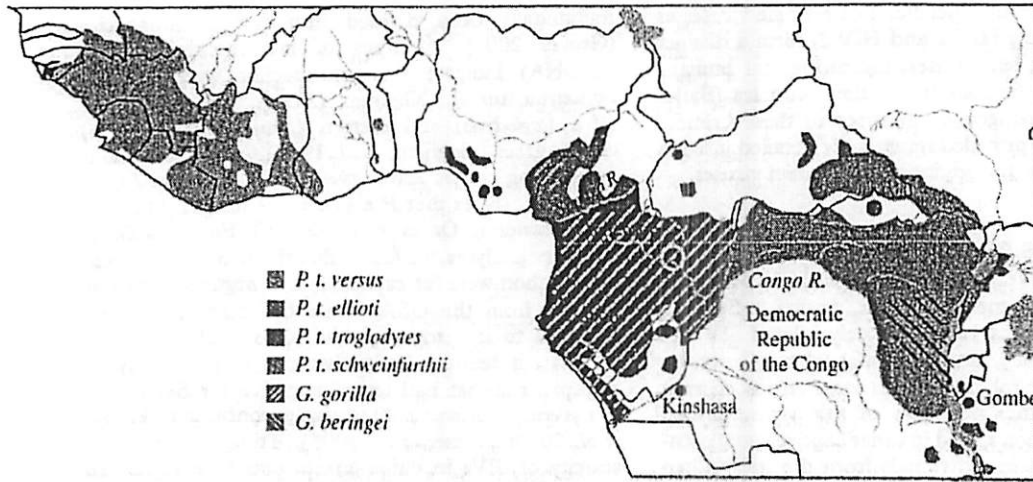 P. t. versus
P. t. ellioti
P. t. troglodytes
P. t. schweinfurthii
G. gorilla
G. beringei
Congo R.
Democratic
Republic
of the Congo
Kinshasa
Gombe